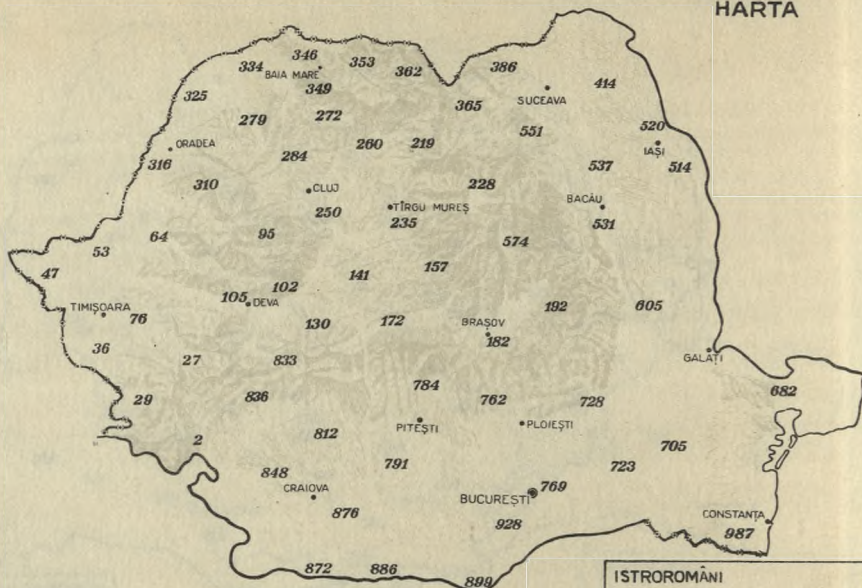 HARTA
346
334 353
BAIA MARE 362 386
349 414
325 365 SUCEAVA
279 272
551 520
ORADEA 260 219 IAȘI
316 284 537 514
310 CLUJ 228
BACĂU
250 TÎRGU MUREȘ
235 531
64 95 574
53
47 141 157
102
105 DEVA
TIMIȘOARA 192 605
76 130 172 BRAȘOV
182
36 27 833 GALAȚI
784 682
29 836 762 728
PITEȘTI PLOIEȘTI
2 812 705
791 723
848
CRAIOVA BUCUREȘTI 769
876 CONSTANȚA
928 987
872 886
899
ISTROROMÂNI